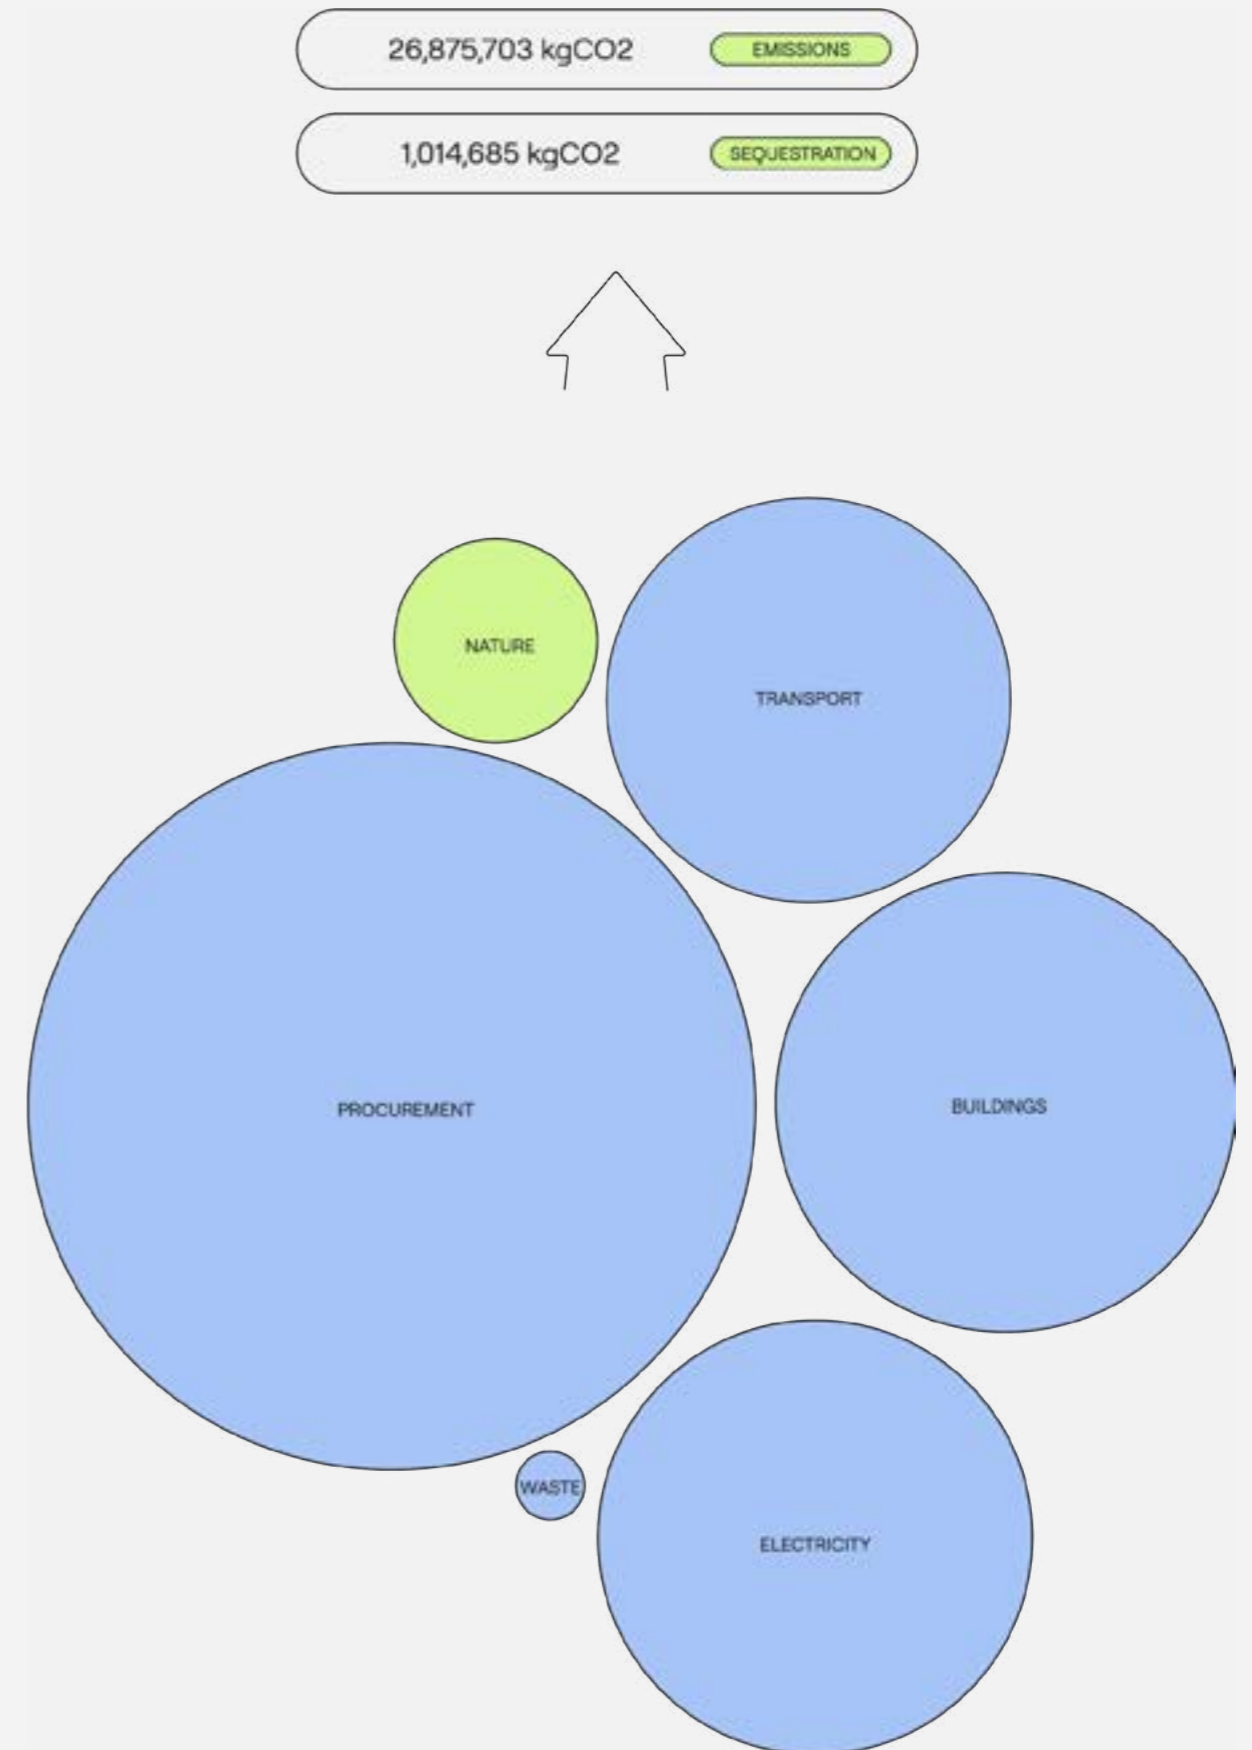 26,875,703 kgCO2 EMISSIONS
1,014,685 kgCO2 SEQUESTRATION
NATURE
TRANSPORT
PROCUREMENT
BUILDINGS
WASTE
ELECTRICITY